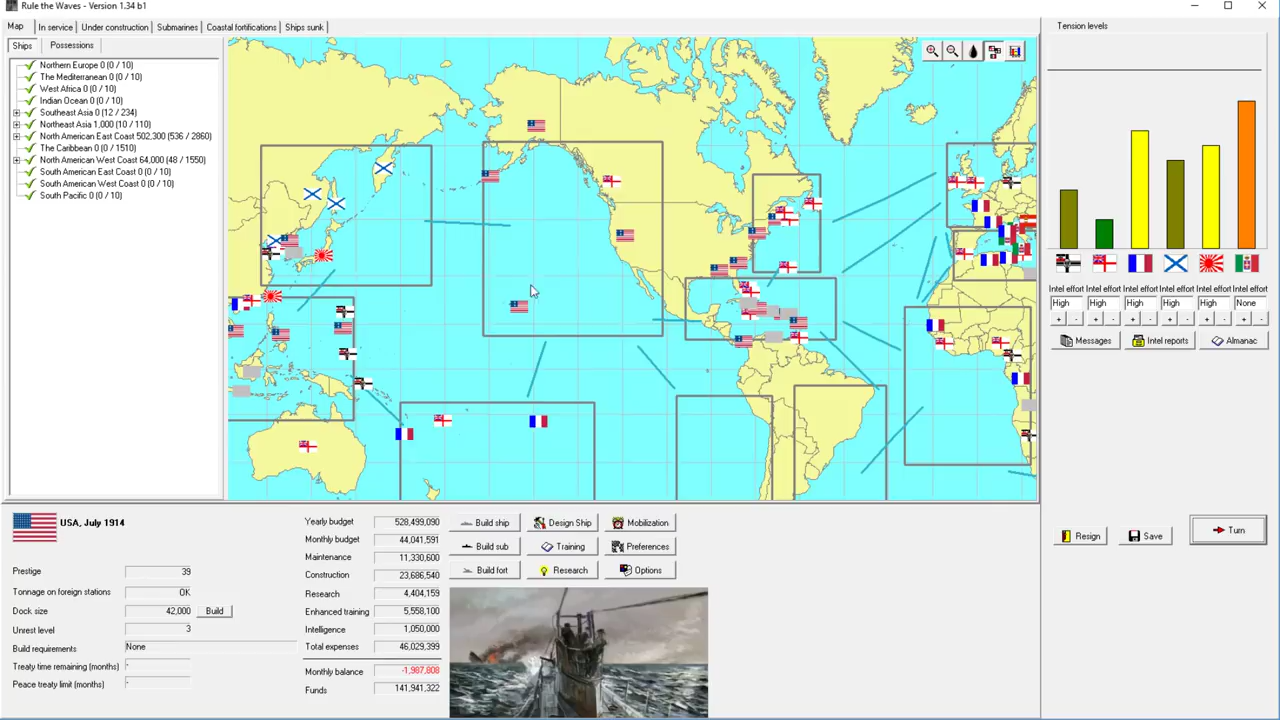 Rule the Waves - Version 1.34 b1
Map
In service
Under construction
Submarines
Coastal fortifications
Ships sunk
Ships
Possessions
Northern Europe 0 (0 / 10)
The Mediterranean 0 (0 / 10)
West Africa 0 (0 / 10)
Indian Ocean 0 (0 / 10)
Southeast Asia 0 (12 / 234)
Northeast Asia 1,000 (10 / 110)
North American East Coast 502,300 (536 / 2860)
The Caribbean 0 (0 / 1510)
North American West Coast 64,000 (48 / 1550)
South American East Coast 0 (0 / 10)
South American West Coast 0 (0 / 10)
South Pacific 0 (0 / 10)
Tension levels
Intel effort Intel effort Intel effort Intel effort Intel effort Intel effort
High High High High High None
+ - + - + - + - + - + -
Messages
Intel reports
Almanac
Resign
Save
Turn
USA, July 1914
Prestige 39
Tonnage on foreign stations OK
Dock size 42,000 Build
Unrest level 3
Build requirements None
Treaty time remaining (months) -
Peace treaty limit (months) -
Yearly budget 528,499,090
Monthly budget 44,041,591
Maintenance 11,330,600
Construction 23,686,540
Research 4,404,159
Enhanced training 5,558,100
Intelligence 1,050,000
Total expenses 46,029,399
Monthly balance -1,987,808
Funds 141,941,322
Build ship
Design Ship
Mobilization
Build sub
Training
Preferences
Build fort
Research
Options